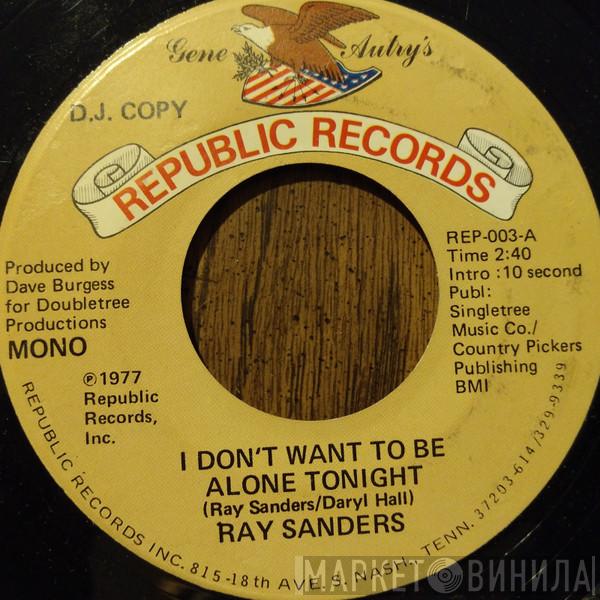 Gene Autry's
D.J. COPY
REPUBLIC RECORDS
Produced by
Dave Burgess
for Doubletree
Productions
MONO
℗1977
Republic
Records,
Inc.
REP-003-A
Time 2:40
Intro :10 second
Publ:
Singletree
Music Co./
Country Pickers
Publishing
BMI
I DON'T WANT TO BE
ALONE TONIGHT
(Ray Sanders/Daryl Hall)
RAY SANDERS
REPUBLIC RECORDS INC. 815-18th AVE. S. NASH., TENN. 37203-614/329-9339
МАРКЕТ ВИНИЛА